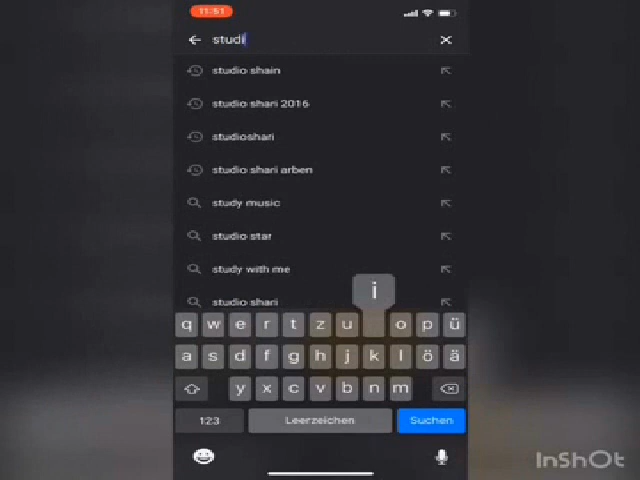 11:51
studi
studio shain
studio shari 2016
studioshari
studio shari arben
study music
studio star
study with me
studio shari
i
q w e r t z u o p ü
a s d f g h j k l ö ä
y x c v b n m
123 Leerzeichen Suchen
InShOt